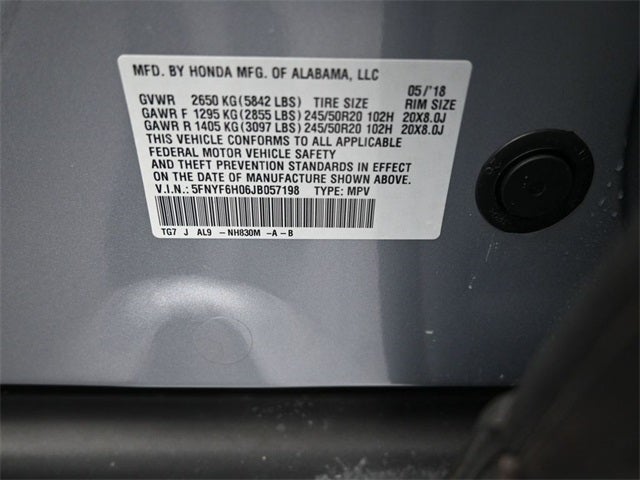 MFD. BY HONDA MFG. OF ALABAMA, LLC
05/'18
GVWR 2650 KG(5842 LBS) TIRE SIZE RIM SIZE
GAWR F 1295 KG(2855 LBS)245/50R20 102H 20X8.0J
GAWR R 1405 KG(3097 LBS)245/50R20 102H 20X8.0J
THIS VEHICLE CONFORMS TO ALL APPLICABLE
FEDERAL MOTOR VEHICLE SAFETY
AND THEFT PREVENTION STANDARDS IN EFFECT
ON THE DATE OF MANUFACTURE SHOWN ABOVE.
V.I.N.: 5FNYF6H06JB057198 TYPE: MPV
TG7 J AL9 -NH830M -A-B